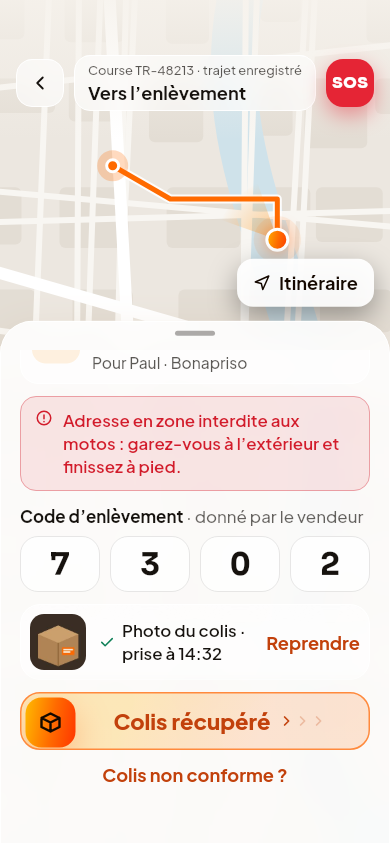 Course TR-48213 · trajet enregistré
Vers l’enlèvement
SOS
Itinéraire
Pour Paul · Bonapriso
Adresse en zone interdite aux
motos : garez-vous à l’extérieur et
finissez à pied.
Code d’enlèvement · donné par le vendeur
7 3 0 2
Photo du colis ·
prise à 14:32
Reprendre
Colis récupéré
Colis non conforme ?